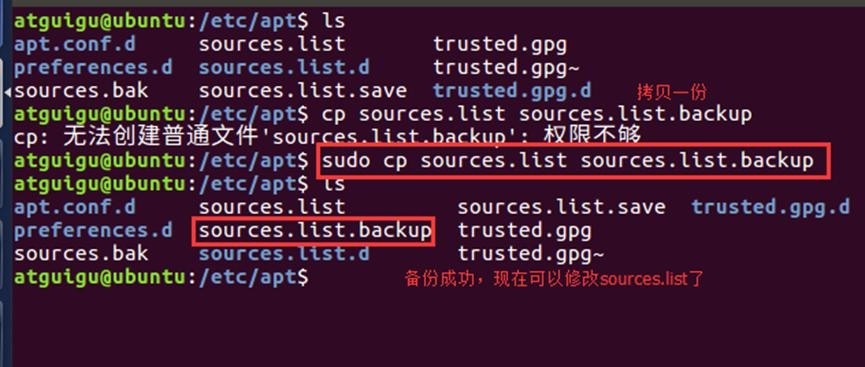 atguigu@ubuntu:/etc/apt$ ls
apt.conf.d sources.list trusted.gpg
preferences.d sources.list.d trusted.gpg~
sources.bak sources.list.save trusted.gpg.d 拷贝一份
atguigu@ubuntu:/etc/apt$ cp sources.list sources.list.backup
cp: 无法创建普通文件'sources.list.backup': 权限不够
atguigu@ubuntu:/etc/apt$ sudo cp sources.list sources.list.backup
atguigu@ubuntu:/etc/apt$ ls
apt.conf.d sources.list sources.list.save trusted.gpg.d
preferences.d sources.list.backup trusted.gpg
sources.bak sources.list.d trusted.gpg~
atguigu@ubuntu:/etc/apt$ 备份成功，现在可以修改sources.list了